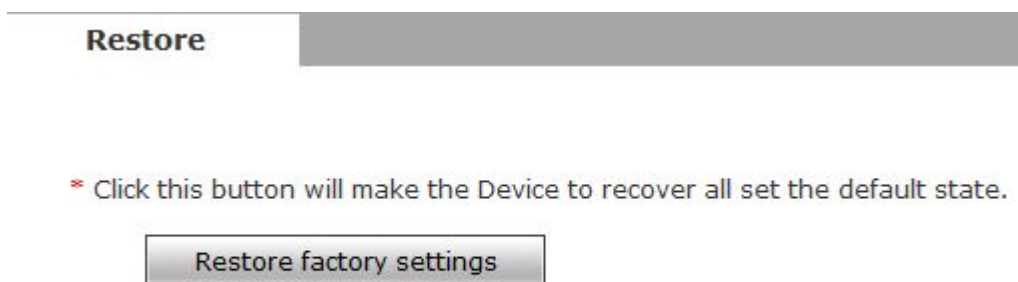 Restore
* Click this button will make the Device to recover all set the default state.
Restore factory settings